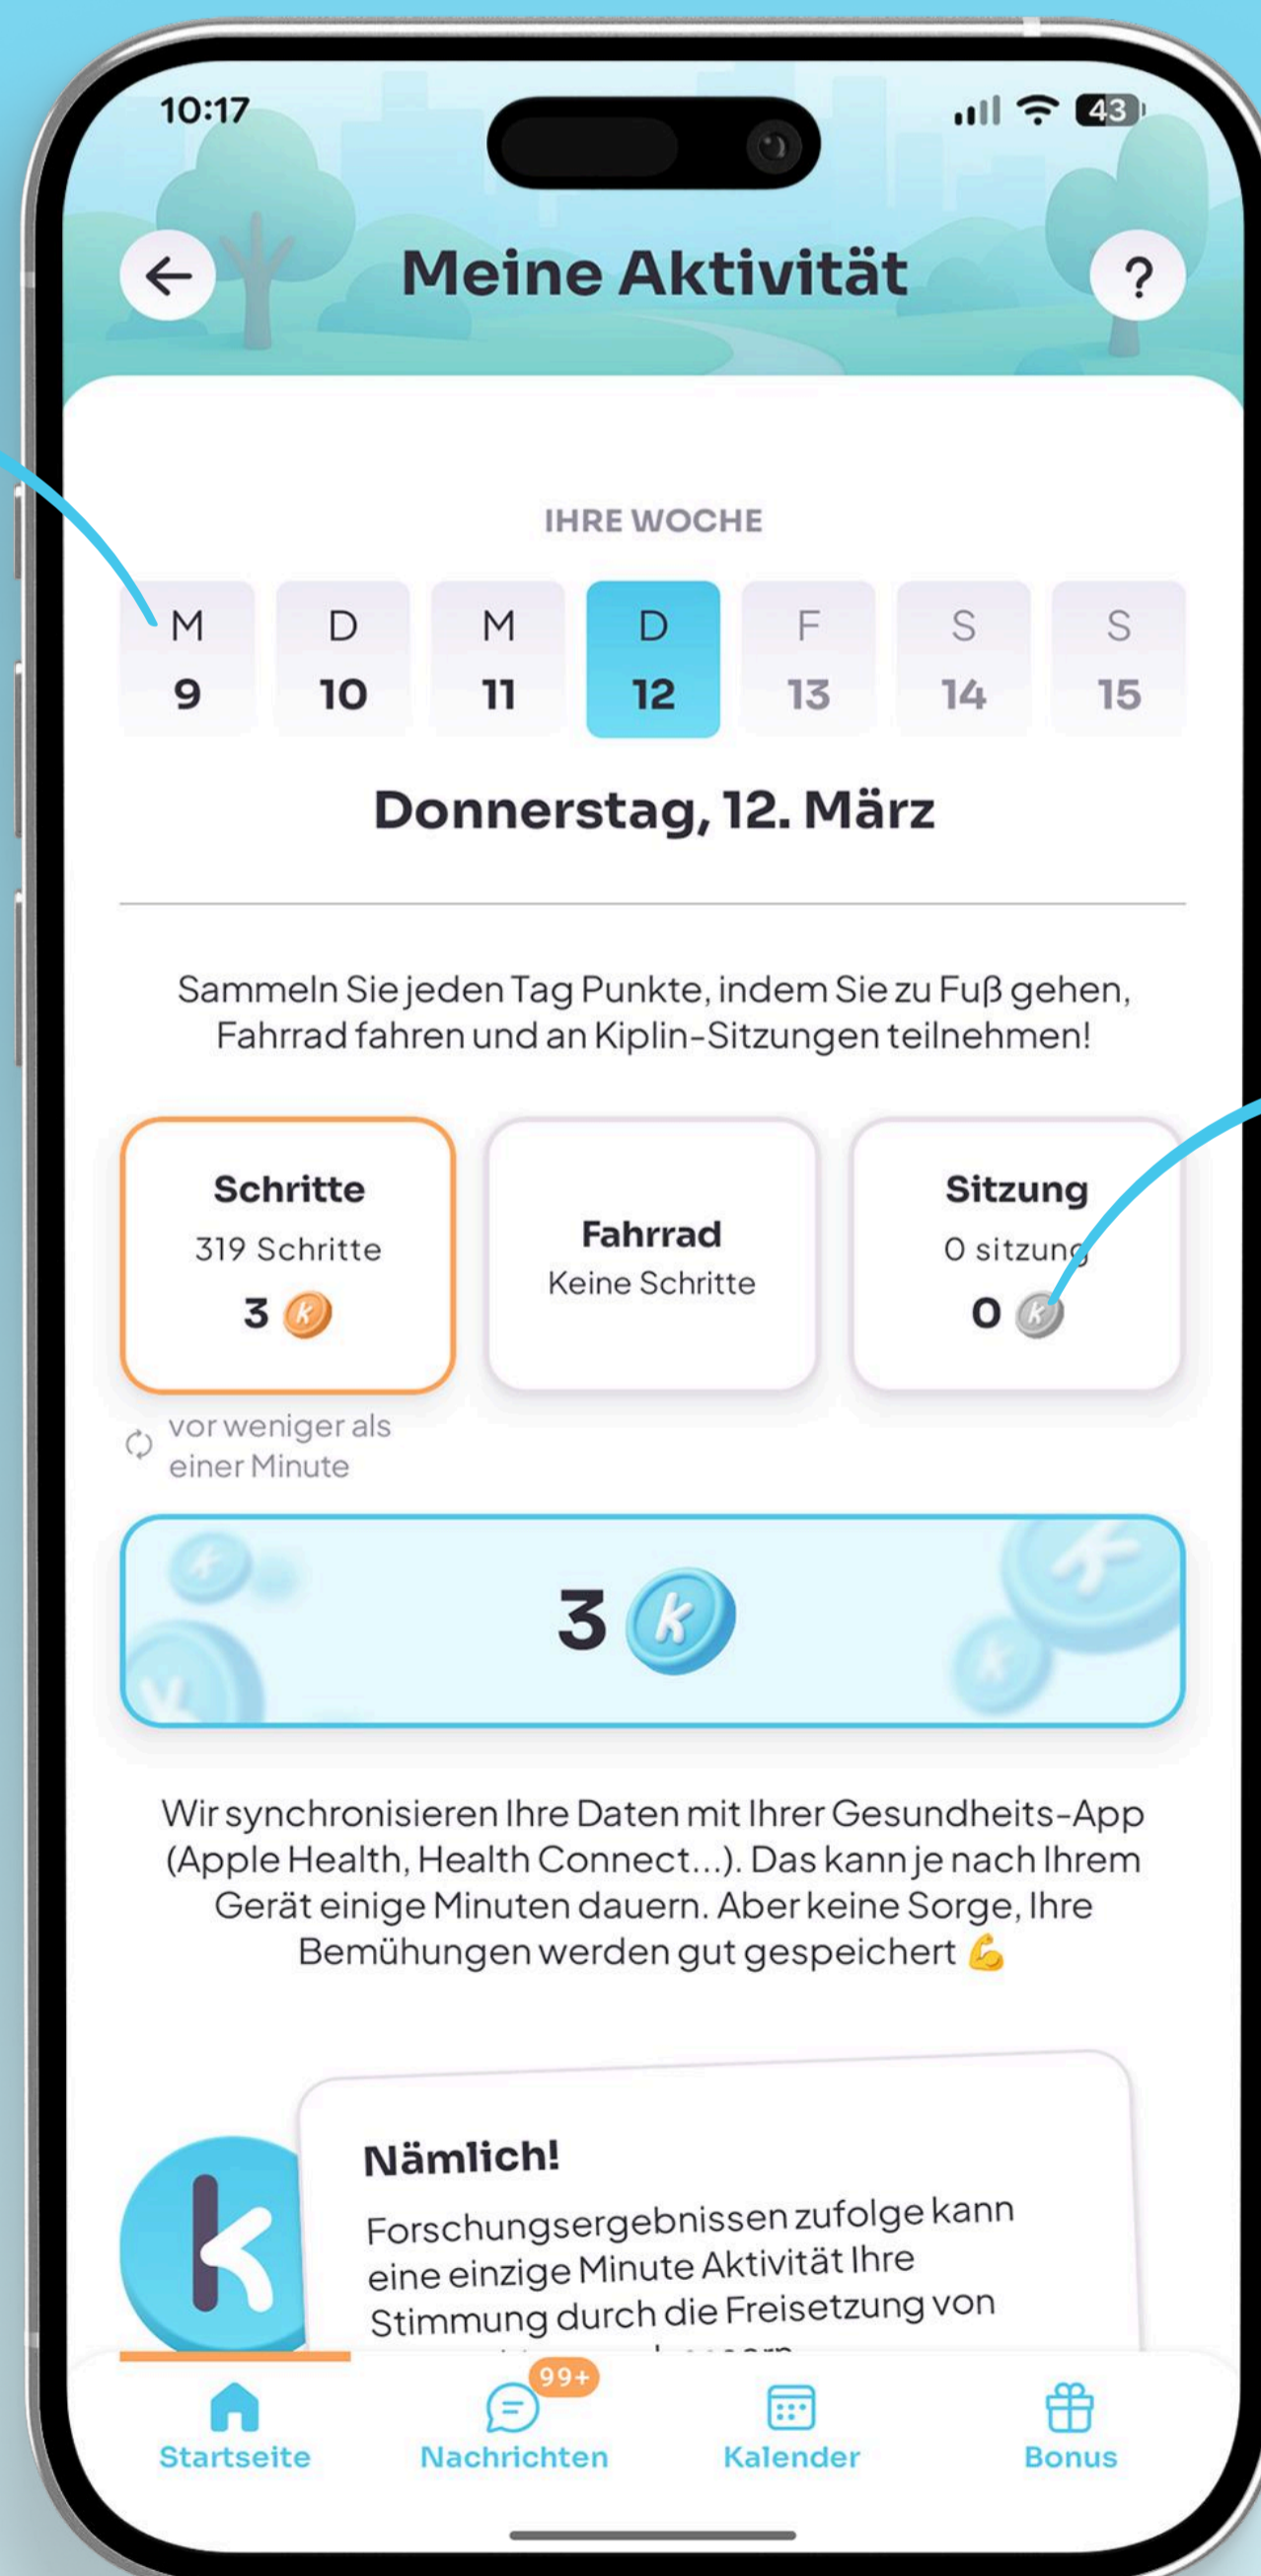 10:17
43
Meine Aktivität
?
IHRE WOCHE
M D M D F S S
9 10 11 12 13 14 15
Donnerstag, 12. März
Sammeln Sie jeden Tag Punkte, indem Sie zu Fuß gehen,
Fahrrad fahren und an Kiplin-Sitzungen teilnehmen!
Schritte
319 Schritte
3 k
Fahrrad
Keine Schritte
Sitzung
0 sitzung
0 k
vor weniger als
einer Minute
3 k
Wir synchronisieren Ihre Daten mit Ihrer Gesundheits-App
(Apple Health, Health Connect...). Das kann je nach Ihrem
Gerät einige Minuten dauern. Aber keine Sorge, Ihre
Bemühungen werden gut gespeichert 💪
k
Nämlich!
Forschungsergebnissen zufolge kann
eine einzige Minute Aktivität Ihre
Stimmung durch die Freisetzung von
99+
Startseite
Nachrichten
Kalender
Bonus